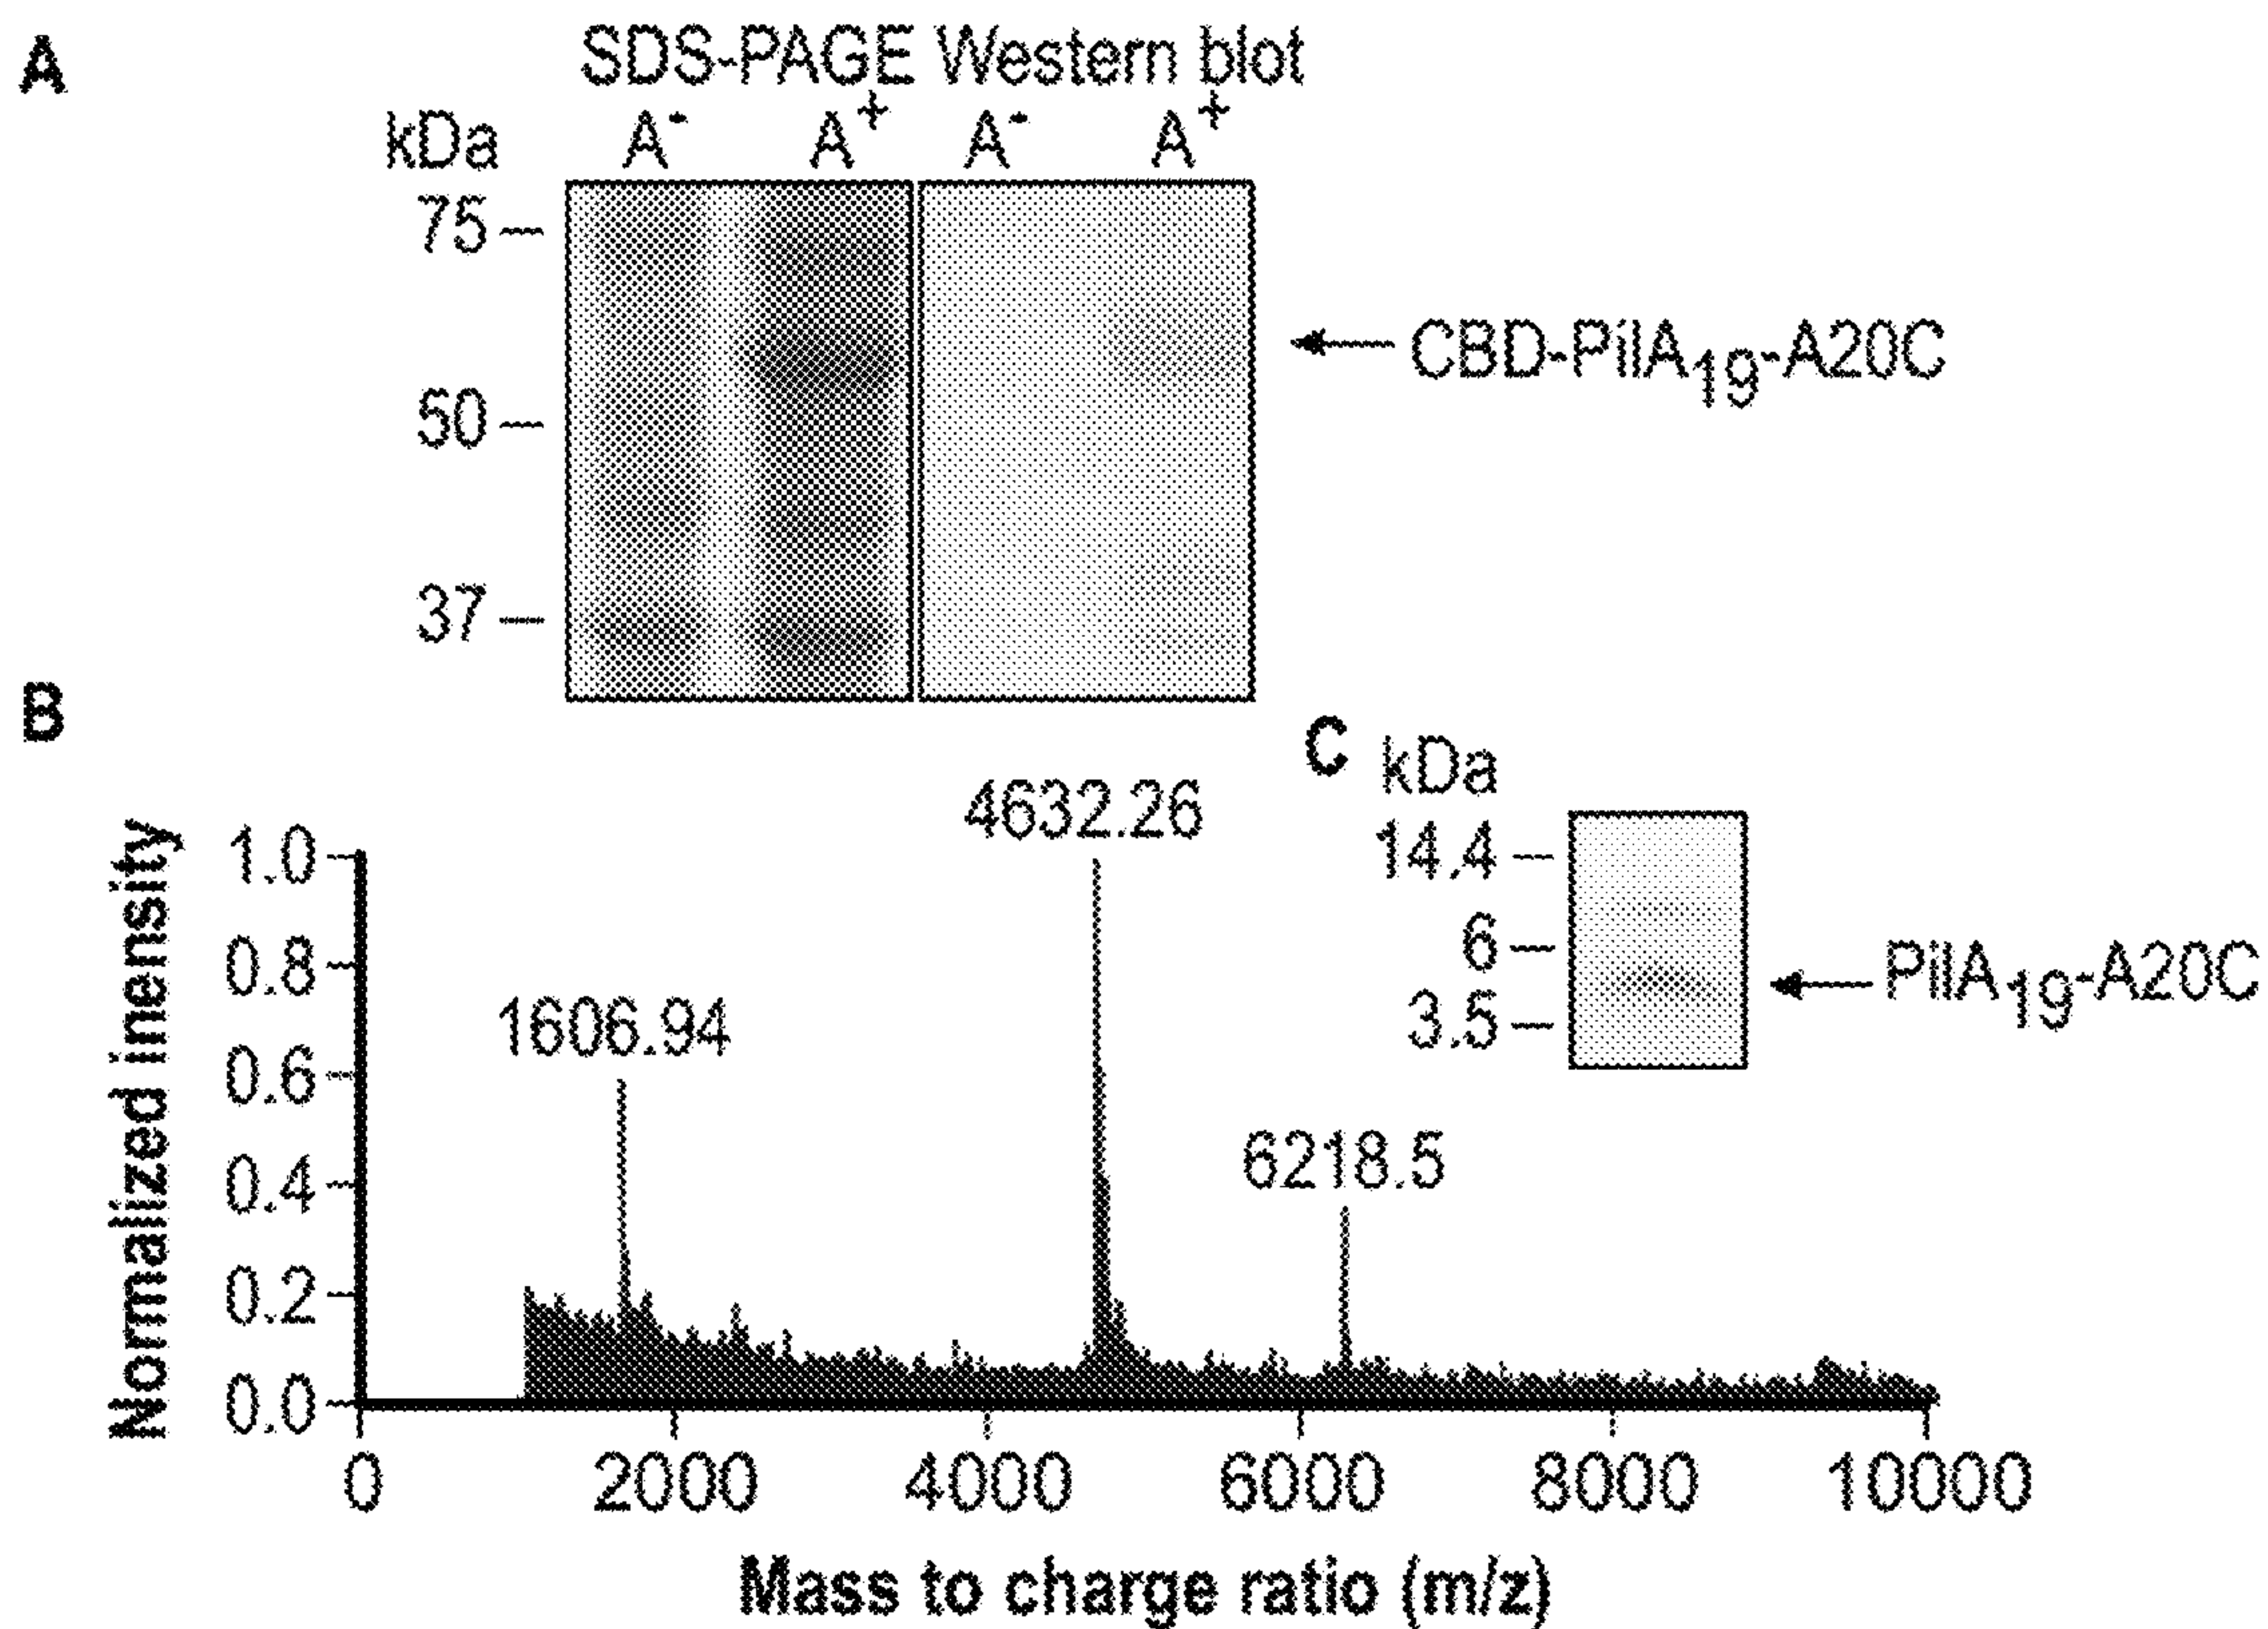 A
SDS-PAGE Western blot
kDa A⁻ A⁺ A⁻ A⁺
75
50
37
CBD-PilA₁₉-A20C
B
Normalized inensity
1.0
0.8
0.6
0.4
0.2
0.0
1606.94
4632.26
6218.5
0 2000 4000 6000 8000 10000
Mass to charge ratio (m/z)
C kDa
14.4
6
3.5
PilA₁₉-A20C